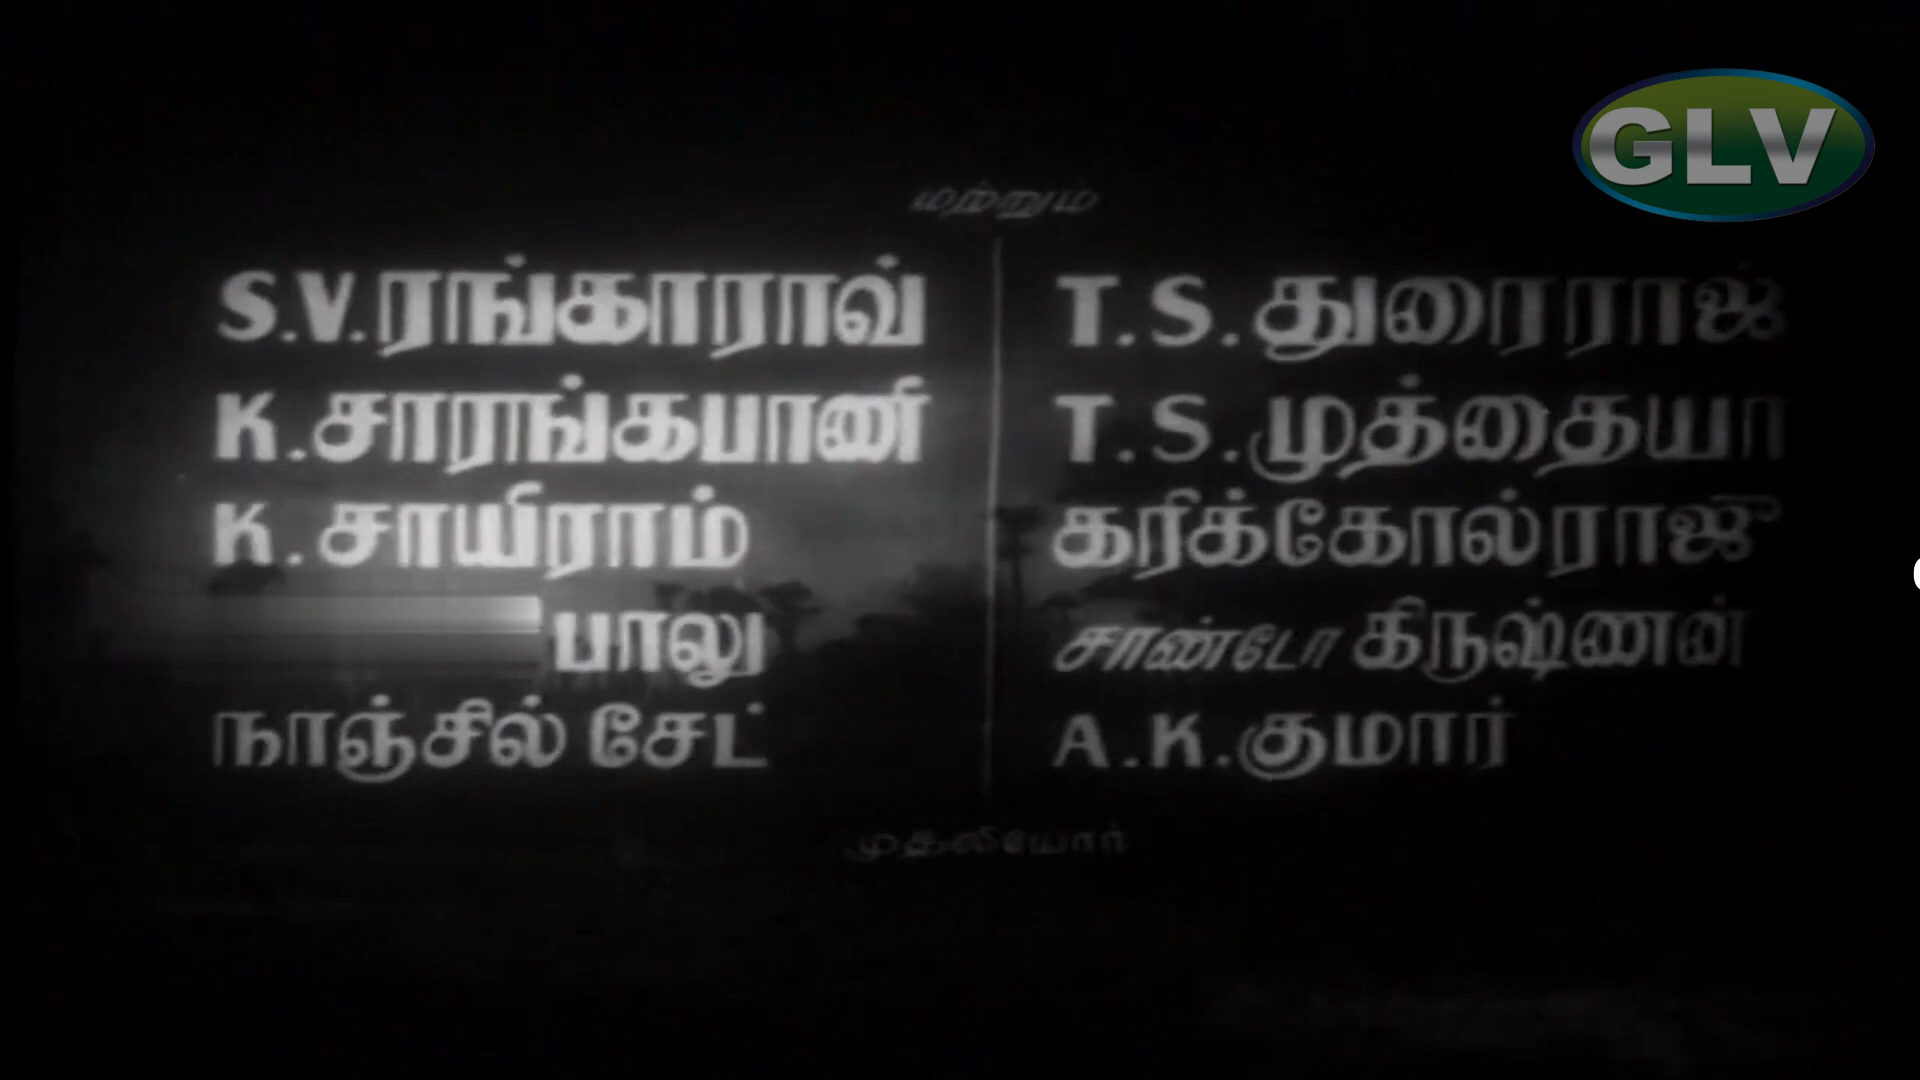 GLV
மற்றும்
S.V.ரங்காராவ்
K.சாரங்கபாணி
K.சாயிராம்
பாலு
நாஞ்சில் சேட்
T.S.துரைராஜ்
T.S.முத்தையா
கரிக்கோல்ராஜு
சாண்டோ கிருஷ்ணன்
A.K.குமார்
முதலியோர்